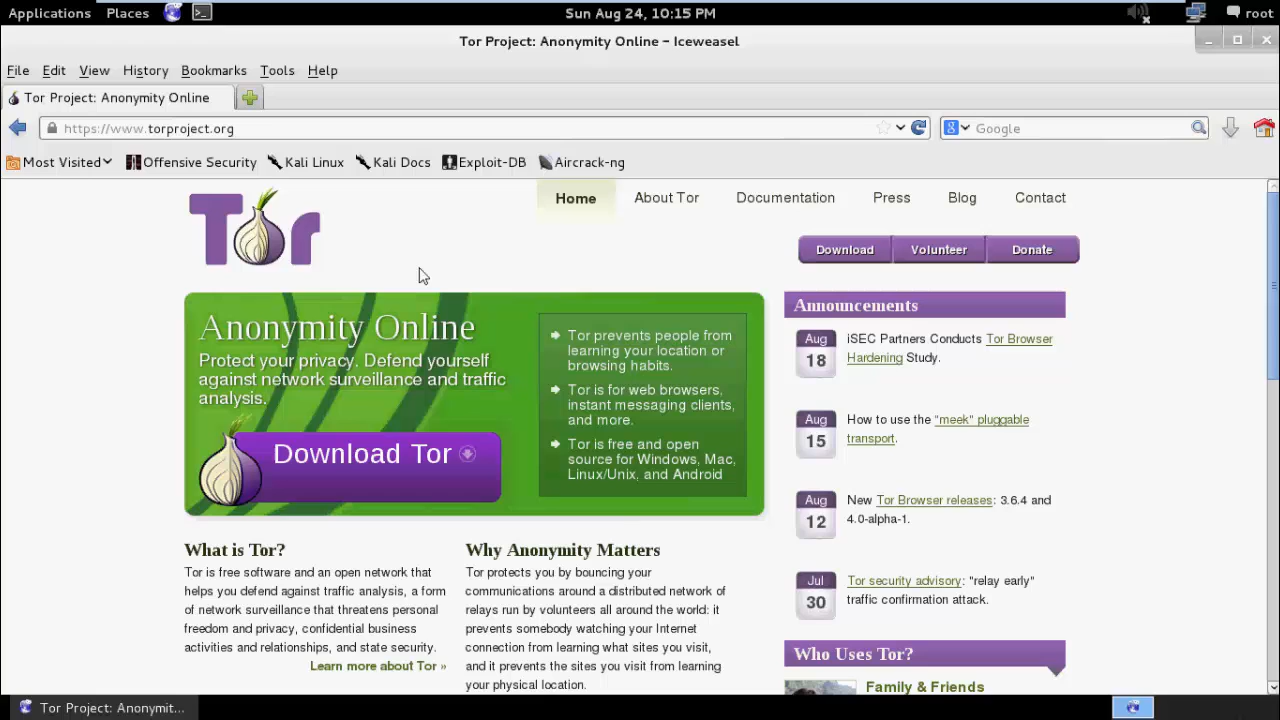 Applications Places Sun Aug 24, 10:15 PM root
Tor Project: Anonymity Online - Iceweasel
File Edit View History Bookmarks Tools Help
Tor Project: Anonymity Online
https://www.torproject.org Google
Most Visited Offensive Security Kali Linux Kali Docs Exploit-DB Aircrack-ng
Tor
Home About Tor Documentation Press Blog Contact
Download Volunteer Donate
Anonymity Online
Protect your privacy. Defend yourself
against network surveillance and traffic
analysis.
Download Tor
Tor prevents people from
learning your location or
browsing habits.
Tor is for web browsers,
instant messaging clients,
and more.
Tor is free and open
source for Windows, Mac,
Linux/Unix, and Android
Announcements
Aug
18
iSEC Partners Conducts Tor Browser
Hardening Study.
Aug
15
How to use the "meek" pluggable
transport.
Aug
12
New Tor Browser releases: 3.6.4 and
4.0-alpha-1.
Jul
30
Tor security advisory: "relay early"
traffic confirmation attack.
What is Tor?
Tor is free software and an open network that
helps you defend against traffic analysis, a form
of network surveillance that threatens personal
freedom and privacy, confidential business
activities and relationships, and state security.
Learn more about Tor »
Why Anonymity Matters
Tor protects you by bouncing your
communications around a distributed network of
relays run by volunteers all around the world: it
prevents somebody watching your Internet
connection from learning what sites you visit,
and it prevents the sites you visit from learning
your physical location.
Who Uses Tor?
Family & Friends
Tor Project: Anonymit...